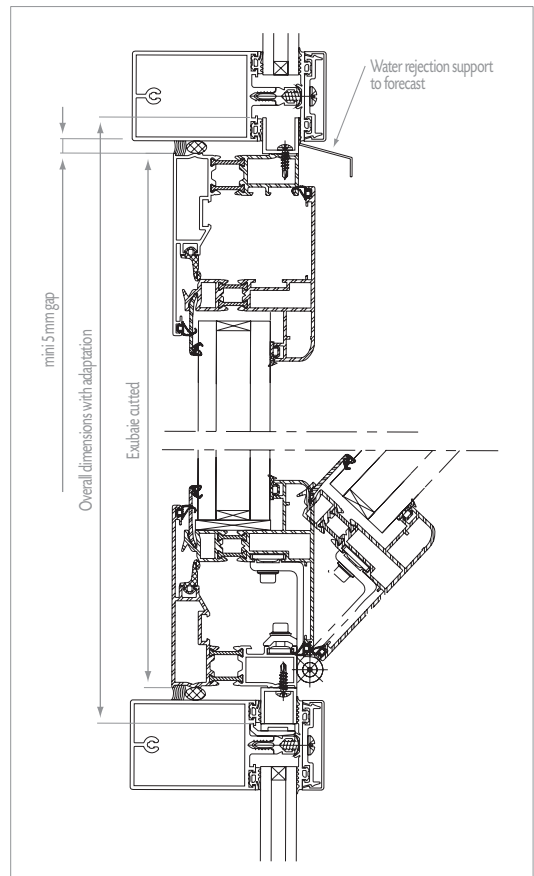 Water rejection support
to forecast
mini 5 mm gap
Overall dimensions with adaptation
Exubaie cutted